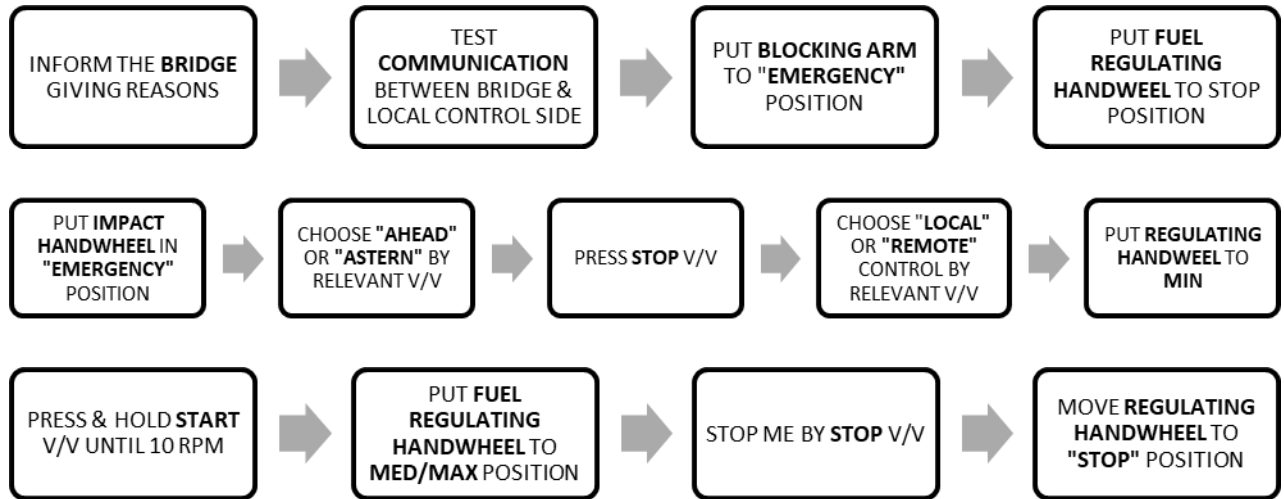 INFORM THE BRIDGE
GIVING REASONS
TEST
COMMUNICATION
BETWEEN BRIDGE &
LOCAL CONTROL SIDE
PUT BLOCKING ARM
TO "EMERGENCY"
POSITION
PUT FUEL
REGULATING
HANDWEEL TO STOP
POSITION
PUT IMPACT
HANDWHEEL IN
"EMERGENCY"
POSITION
CHOOSE "AHEAD"
OR "ASTERN" BY
RELEVANT V/V
PRESS STOP V/V
CHOOSE "LOCAL"
OR "REMOTE"
CONTROL BY
RELEVANT V/V
PUT REGULATING
HANDWEEL TO
MIN
PRESS & HOLD START
V/V UNTIL 10 RPM
PUT FUEL
REGULATING
HANDWHEEL TO
MED/MAX POSITION
STOP ME BY STOP V/V
MOVE REGULATING
HANDWHEEL TO
"STOP" POSITION